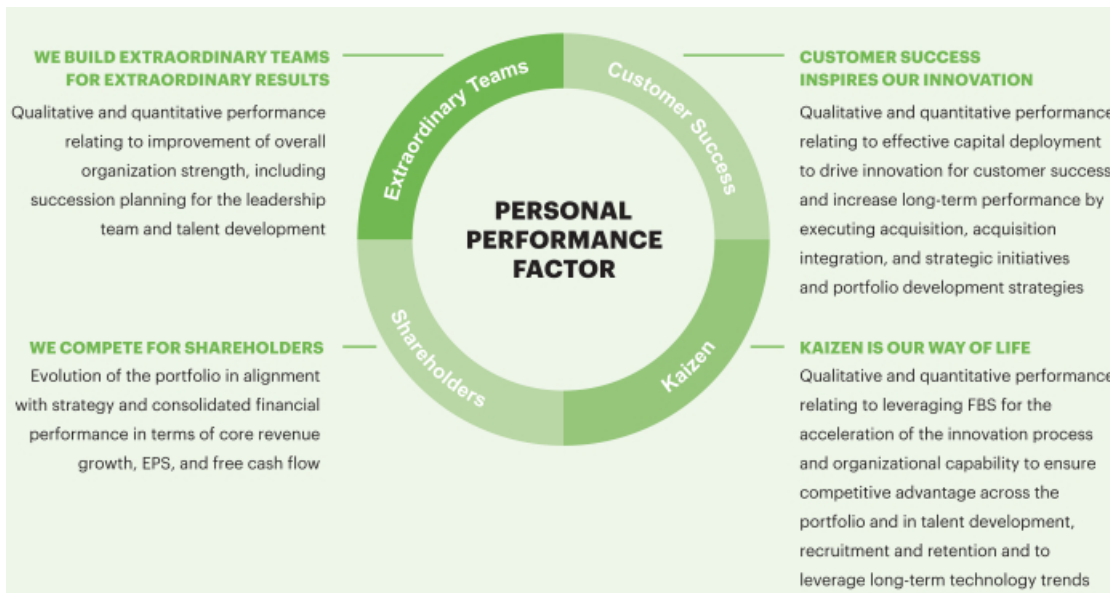 WE BUILD EXTRAORDINARY TEAMS
FOR EXTRAORDINARY RESULTS
Qualitative and quantitative performance
relating to improvement of overall
organization strength, including
succession planning for the leadership
team and talent development
Extraordinary Teams
Customer Success
CUSTOMER SUCCESS
INSPIRES OUR INNOVATION
Qualitative and quantitative performance
relating to effective capital deployment
to drive innovation for customer success
and increase long-term performance by
executing acquisition, acquisition
integration, and strategic initiatives
and portfolio development strategies
PERSONAL
PERFORMANCE
FACTOR
WE COMPETE FOR SHAREHOLDERS
Evolution of the portfolio in alignment
with strategy and consolidated financial
performance in terms of core revenue
growth, EPS, and free cash flow
Shareholders
Kaizen
KAIZEN IS OUR WAY OF LIFE
Qualitative and quantitative performance
relating to leveraging FBS for the
acceleration of the innovation process
and organizational capability to ensure
competitive advantage across the
portfolio and in talent development,
recruitment and retention and to
leverage long-term technology trends